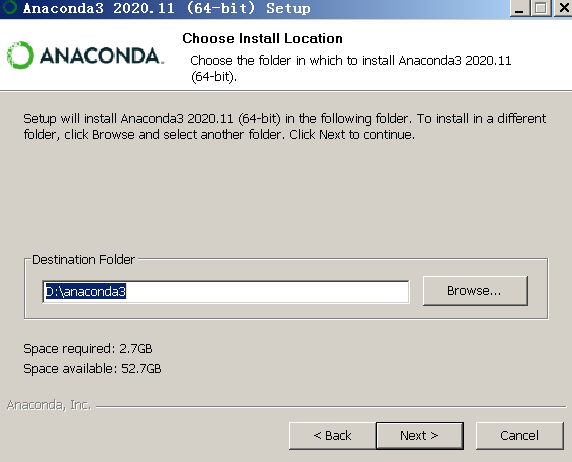 Anaconda3 2020.11 (64-bit) Setup
Choose Install Location
ANACONDA.
Choose the folder in which to install Anaconda3 2020.11
(64-bit).
Setup will install Anaconda3 2020.11 (64-bit) in the following folder. To install in a different
folder, click Browse and select another folder. Click Next to continue.
Destination Folder
D:\anaconda3
Browse...
Space required: 2.7GB
Space available: 52.7GB
Anaconda, Inc.
< Back
Next >
Cancel